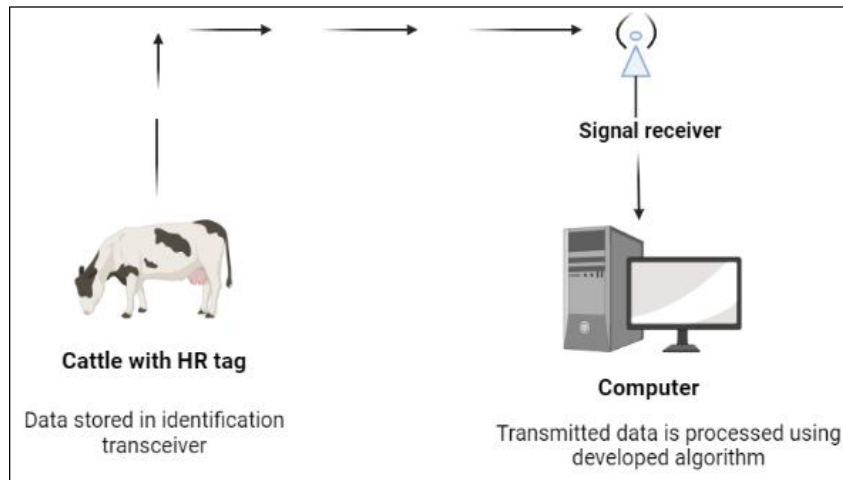 Signal receiver
Cattle with HR tag
Data stored in identification
transceiver
Computer
Transmitted data is processed using
developed algorithm